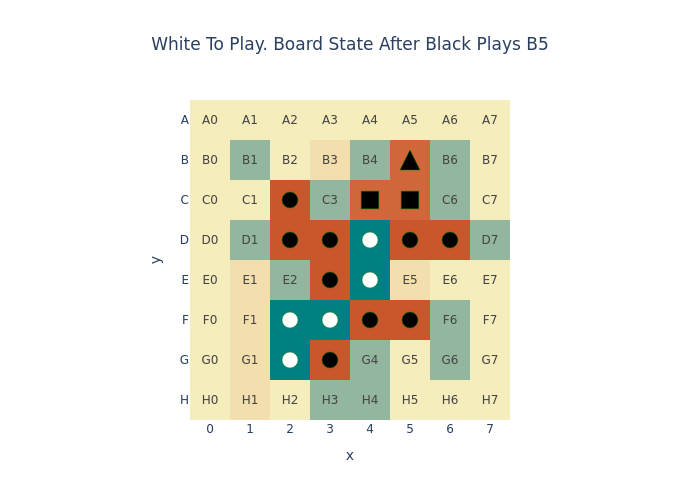 White To Play. Board State After Black Plays B5
A A0 A1 A2 A3 A4 A5 A6 A7
B B0 B1 B2 B3 B4 B6 B7
C C0 C1 C3 C6 C7
D D0 D1 D7
E E0 E1 E2 E5 E6 E7
F F0 F1 F6 F7
G G0 G1 G4 G5 G6 G7
H H0 H1 H2 H3 H4 H5 H6 H7
0 1 2 3 4 5 6 7
x
y